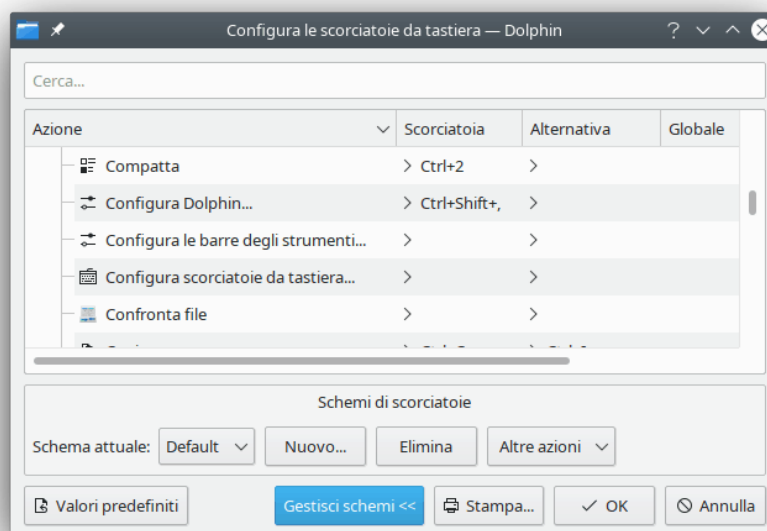 Configura le scorciatoie da tastiera — Dolphin
Cerca...
Azione Scorciatoia Alternativa Globale
Compatta Ctrl+2
Configura Dolphin... Ctrl+Shift+,
Configura le barre degli strumenti...
Configura scorciatoie da tastiera...
Confronta file
Schemi di scorciatoie
Schema attuale: Default Nuovo... Elimina Altre azioni
Valori predefiniti Gestisci schemi << Stampa... OK Annulla